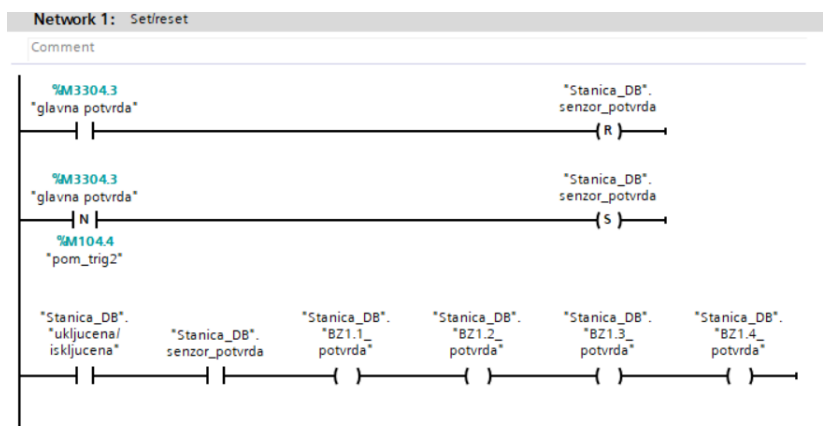 Network 1: Set/reset
Comment
%M3304.3
"glavna potvrda"
"Stanica_DB".
senzor_potvrda
R
%M3304.3
"glavna potvrda"
"Stanica_DB".
senzor_potvrda
N
S
%M104.4
"pom_trig2"
"Stanica_DB".
"ukljucena/
iskljucena"
"Stanica_DB".
senzor_potvrda
"Stanica_DB".
"BZ1.1_
potvrda"
"Stanica_DB".
"BZ1.2_
potvrda"
"Stanica_DB".
"BZ1.3_
potvrda"
"Stanica_DB".
"BZ1.4_
potvrda"